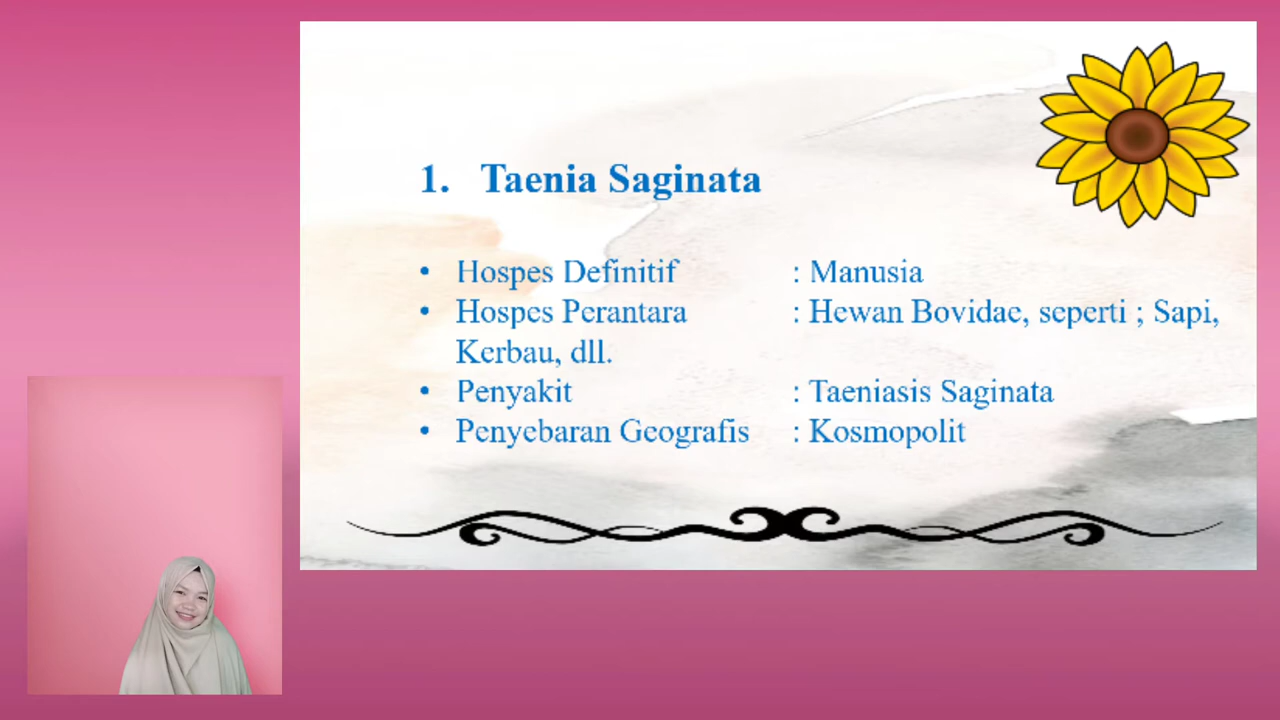 1. Taenia Saginata
• Hospes Definitif : Manusia
• Hospes Perantara : Hewan Bovidae, seperti ; Sapi,
Kerbau, dll.
• Penyakit : Taeniasis Saginata
• Penyebaran Geografis : Kosmopolit